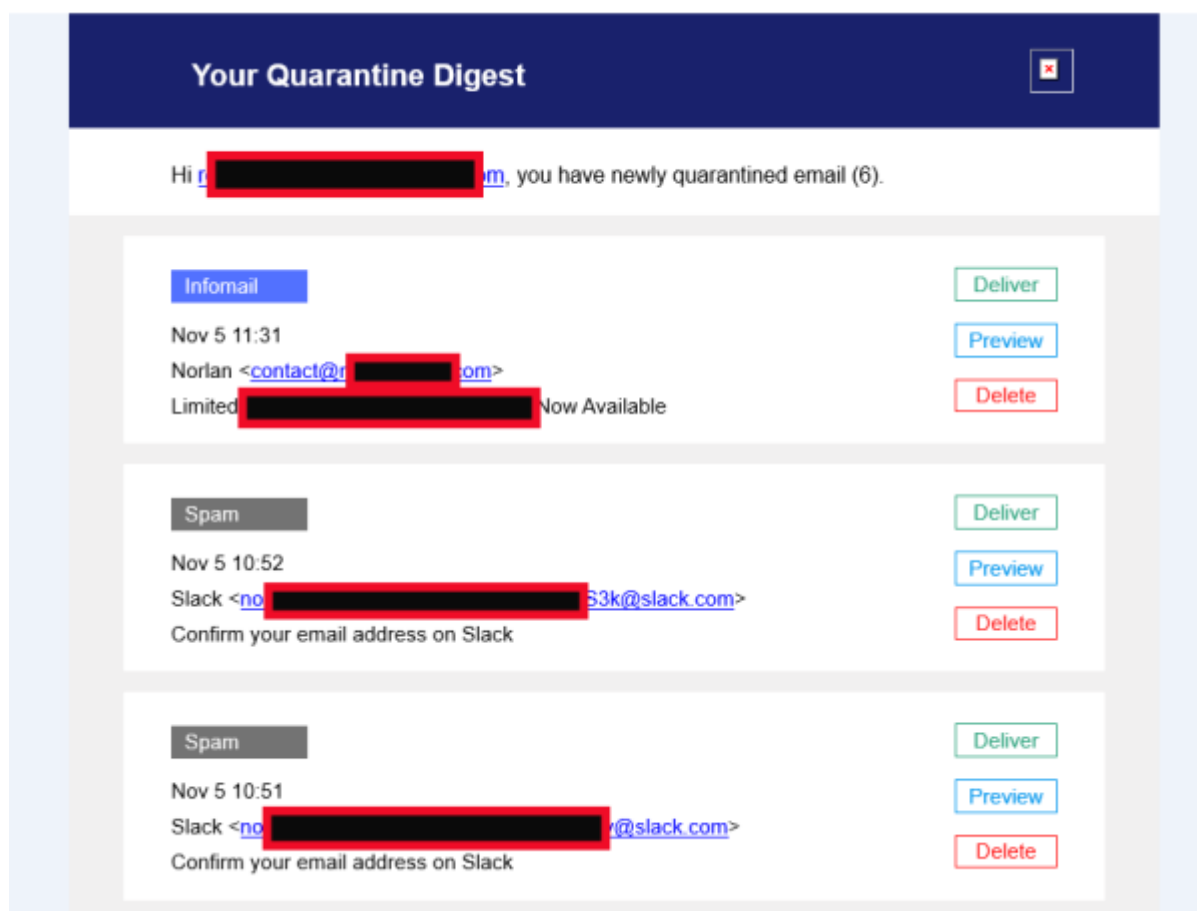 Your Quarantine Digest
Hi r om, you have newly quarantined email (6).
Infomail
Deliver
Nov 5 11:31
Preview
Norlan <contact@r .com>
Limited Now Available
Delete
Spam
Deliver
Nov 5 10:52
Preview
Slack <no S3k@slack.com>
Confirm your email address on Slack
Delete
Spam
Deliver
Nov 5 10:51
Preview
Slack <no @slack.com>
Confirm your email address on Slack
Delete